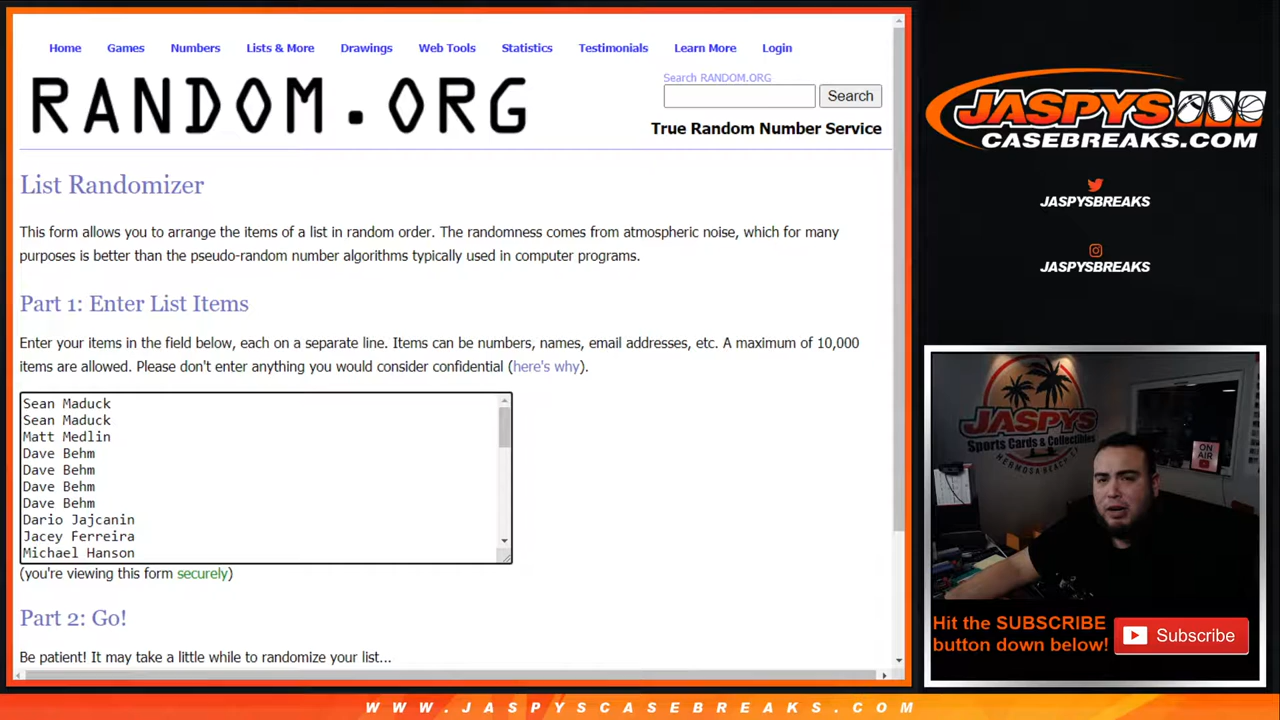 Home Games Numbers Lists & More Drawings Web Tools Statistics Testimonials Learn More Login
RANDOM.ORG
Search RANDOM.ORG
Search
True Random Number Service
List Randomizer
This form allows you to arrange the items of a list in random order. The randomness comes from atmospheric noise, which for many
purposes is better than the pseudo-random number algorithms typically used in computer programs.
Part 1: Enter List Items
Enter your items in the field below, each on a separate line. Items can be numbers, names, email addresses, etc. A maximum of 10,000
items are allowed. Please don't enter anything you would consider confidential (here's why).
Sean Maduck
Sean Maduck
Matt Medlin
Dave Behm
Dave Behm
Dave Behm
Dave Behm
Dario Jajcanin
Jacey Ferreira
Michael Hanson
(you're viewing this form securely)
Part 2: Go!
Be patient! It may take a little while to randomize your list...
JASPYS
CASEBREAKS.COM
JASPYSBREAKS
JASPYSBREAKS
JASPYS
Sports Cards & Collectibles
HERMOSA BEACH, CA
ON
AIR
Hit the SUBSCRIBE
button down below!
Subscribe
WWW.JASPYSCASEBREAKS.COM